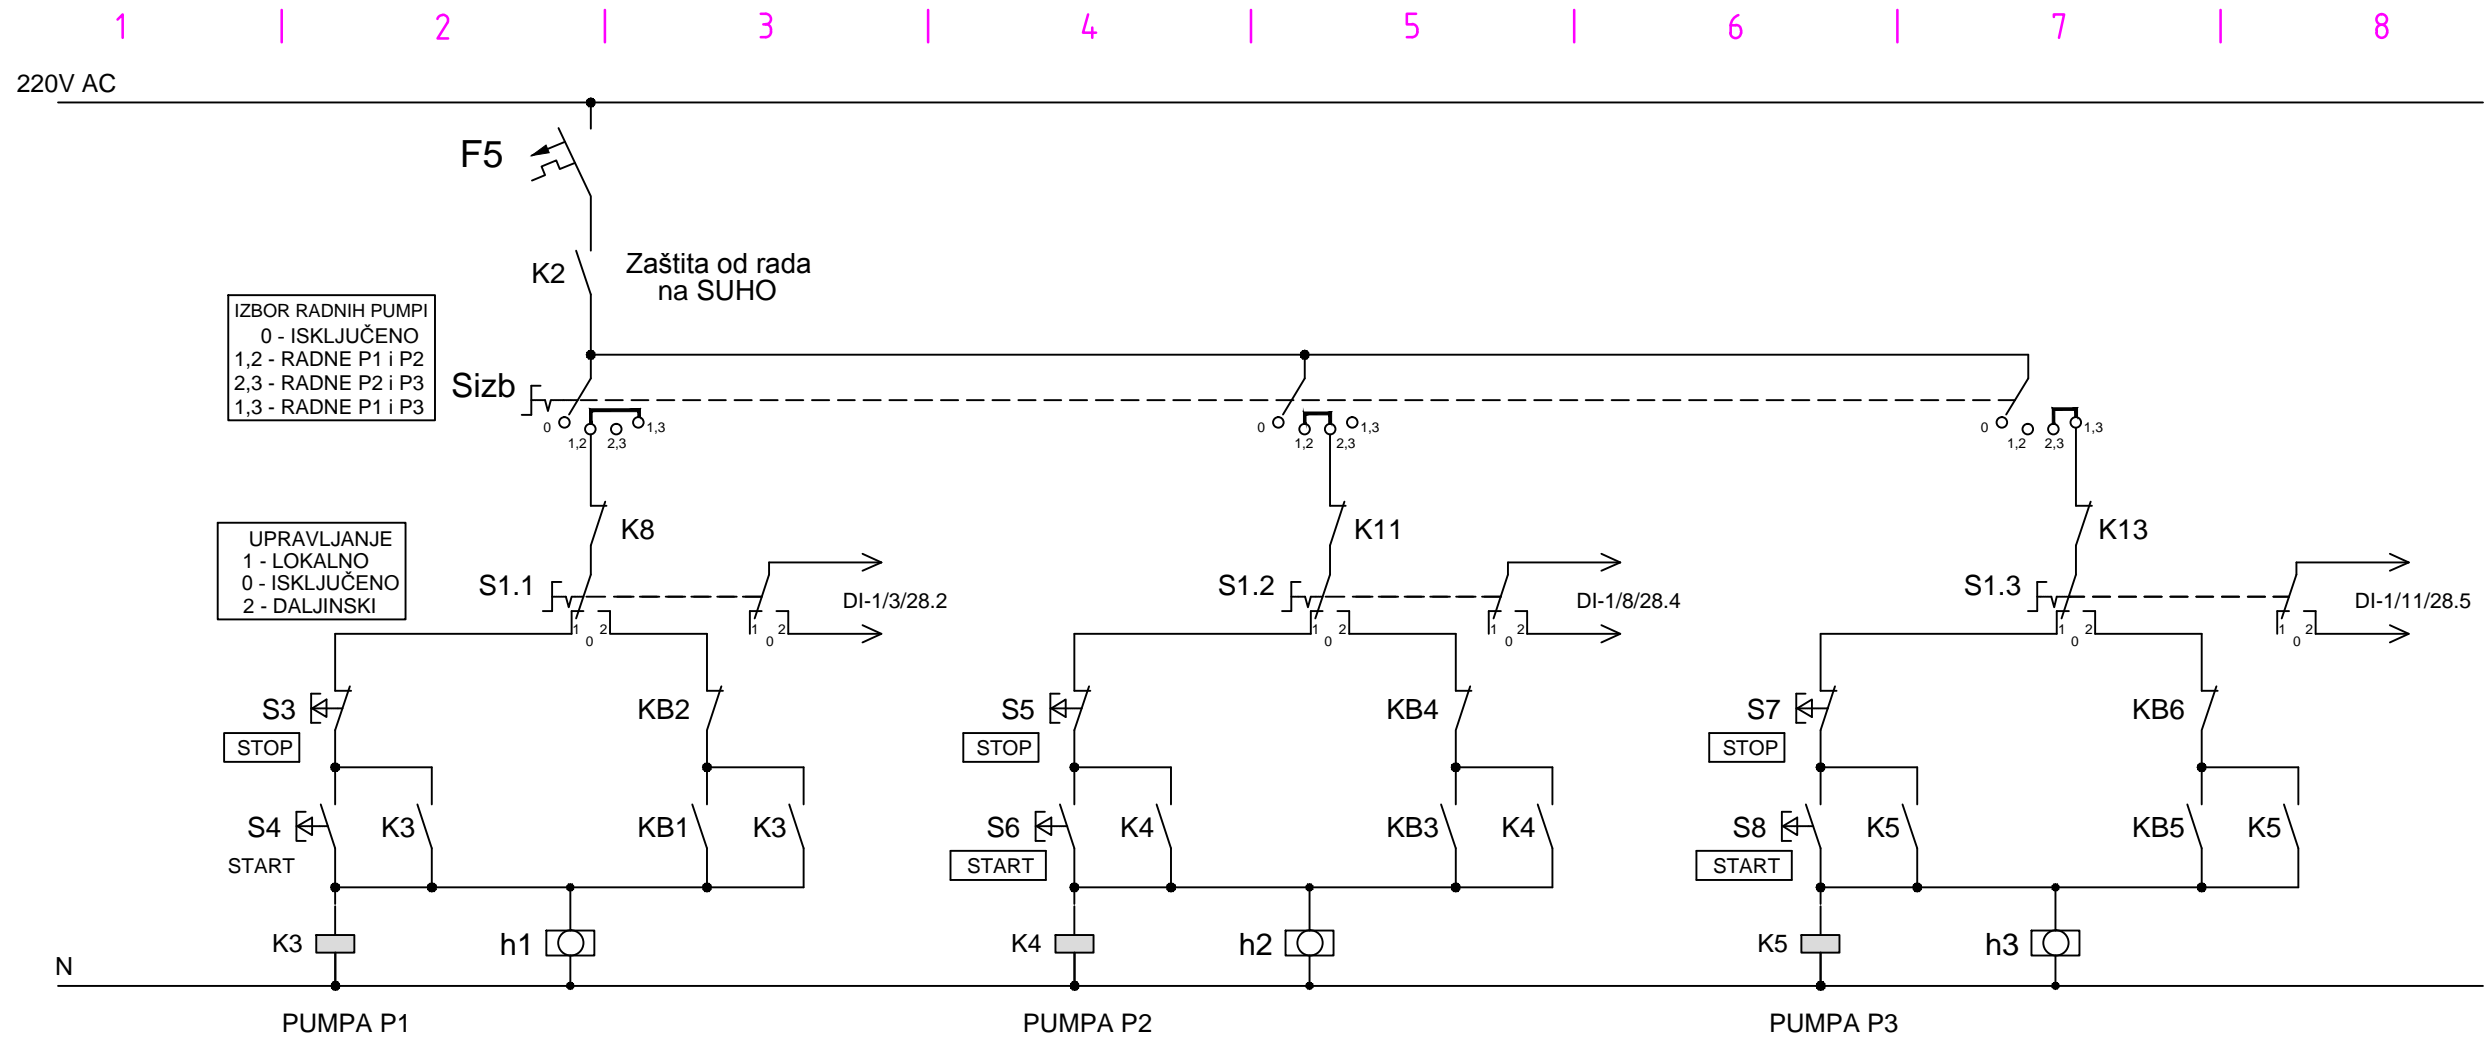 1 2 3 4 5 6 7 8
220V AC
F5
K2
Zaštita od rada
na SUHO
IZBOR RADNIH PUMPI
0 - ISKLJUČENO
1,2 - RADNE P1 i P2
2,3 - RADNE P2 i P3
1,3 - RADNE P1 i P3
Sizb
0 1,2 2,3 1,3
0 1,2 2,3 1,3
0 1,2 2,3 1,3
K8
K11
K13
UPRAVLJANJE
1 - LOKALNO
0 - ISKLJUČENO
2 - DALJINSKI
S1.1
1 0 2
1 0 2
DI-1/3/28.2
S1.2
1 0 2
1 0 2
DI-1/8/28.4
S1.3
1 0 2
1 0 2
DI-1/11/28.5
S3
STOP
KB2
S5
STOP
KB4
S7
STOP
KB6
S4
START
K3
KB1
K3
S6
START
K4
KB3
K4
S8
START
K5
KB5
K5
K3
h1
K4
h2
K5
h3
N
PUMPA P1
PUMPA P2
PUMPA P3